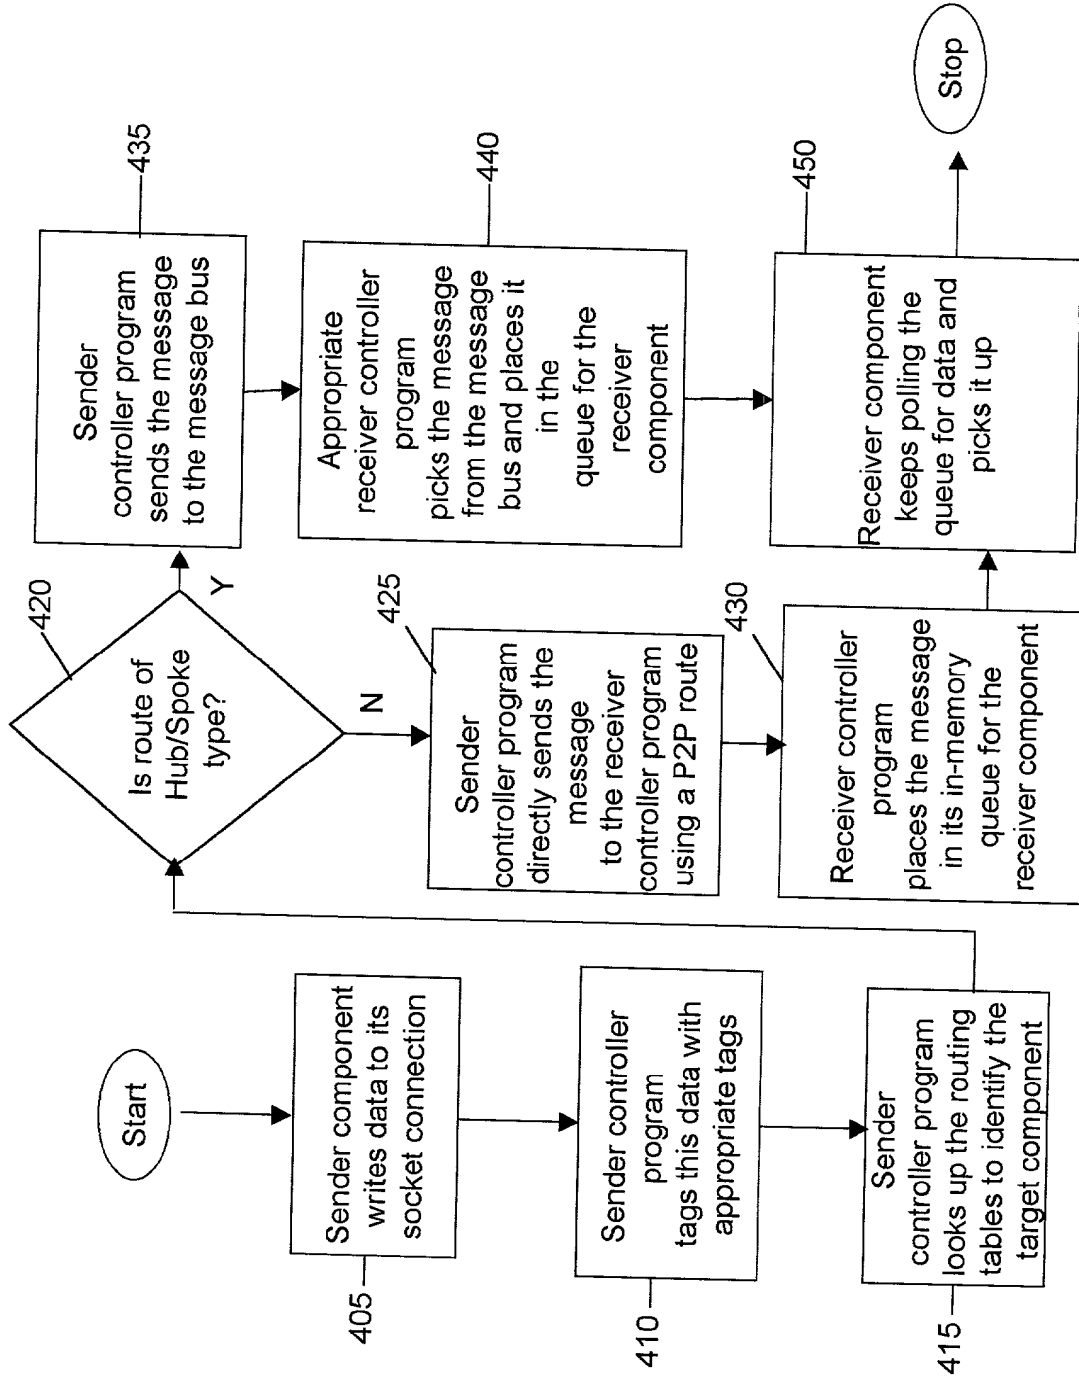 Start
Sender component
writes data to its
socket connection
405
Sender controller
program
tags this data with
appropriate tags
410
Sender
controller program
looks up the routing
tables to identify the
target component
415
420
Is route of
Hub/Spoke
type?
Y
N
425
Sender
controller program
directly sends the
message
to the receiver
controller program
using a P2P route
430
Receiver controller
program
places the message
in its in-memory
queue for the
receiver component
435
Sender
controller program
sends the message
to the message bus
440
Appropriate
receiver controller
program
picks the message
from the message
bus and places it
in the
queue for the
receiver
component
450
Receiver component
keeps polling the
queue for data and
picks it up
Stop